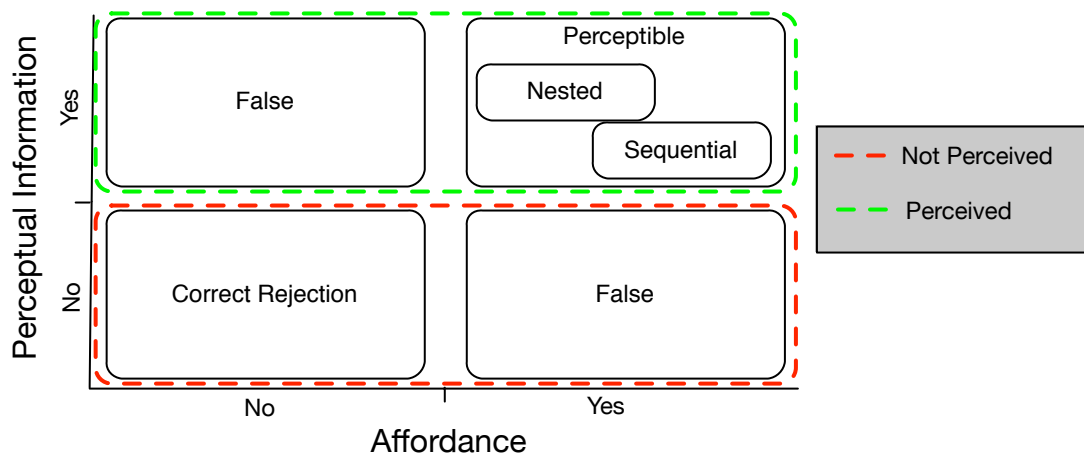 Perceptual Information
Yes
No
False
Perceptible
Nested
Sequential
Correct Rejection
False
No
Yes
Affordance
Not Perceived
Perceived